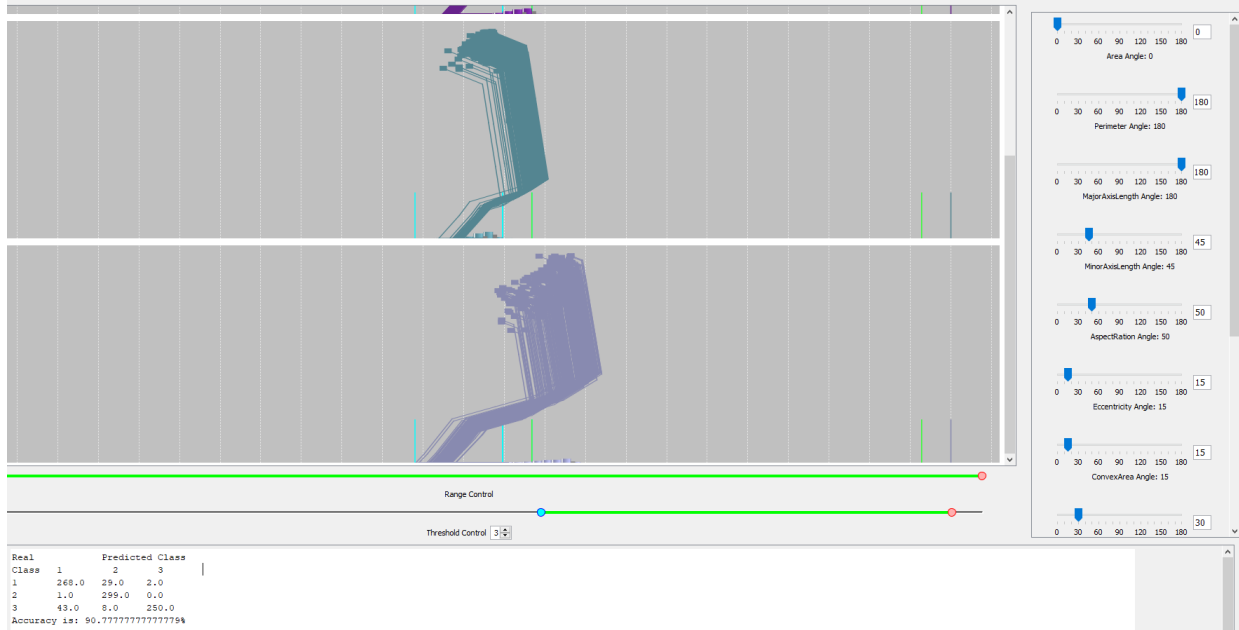 0
0 30 60 90 120 150 180
Area Angle: 0
180
0 30 60 90 120 150 180
Perimeter Angle: 180
180
0 30 60 90 120 150 180
MajorAxisLength Angle: 180
45
0 30 60 90 120 150 180
MinorAxisLength Angle: 45
50
0 30 60 90 120 150 180
AspectRation Angle: 50
15
0 30 60 90 120 150 180
Eccentricity Angle: 15
15
0 30 60 90 120 150 180
ConvexArea Angle: 15
30
0 30 60 90 120 150 180
Range Control
Threshold Control 3
Real Predicted Class
Class 1 2 3
1 268.0 29.0 2.0
2 1.0 299.0 0.0
3 43.0 8.0 250.0
Accuracy is: 90.77777777777779%